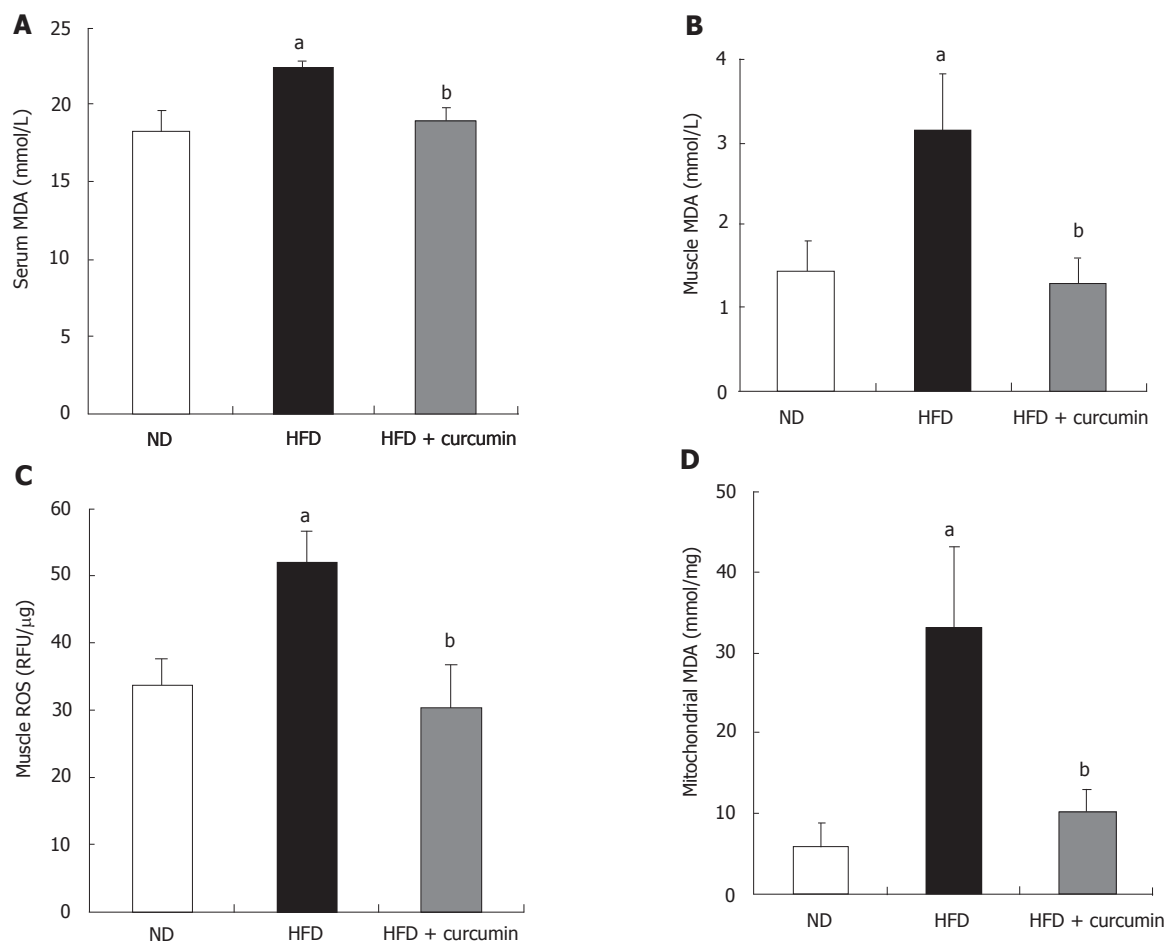 A
Serum MDA (mmol/L)
25
20
15
10
5
0
a
b
ND
HFD
HFD + curcumin
B
Muscle MDA (mmol/L)
4
3
2
1
0
a
b
ND
HFD
HFD + curcumin
C
Muscle ROS (RFU/μg)
60
50
40
30
20
10
0
a
b
ND
HFD
HFD + curcumin
D
Mitochondrial MDA (mmol/mg)
50
40
30
20
10
0
a
b
ND
HFD
HFD + curcumin